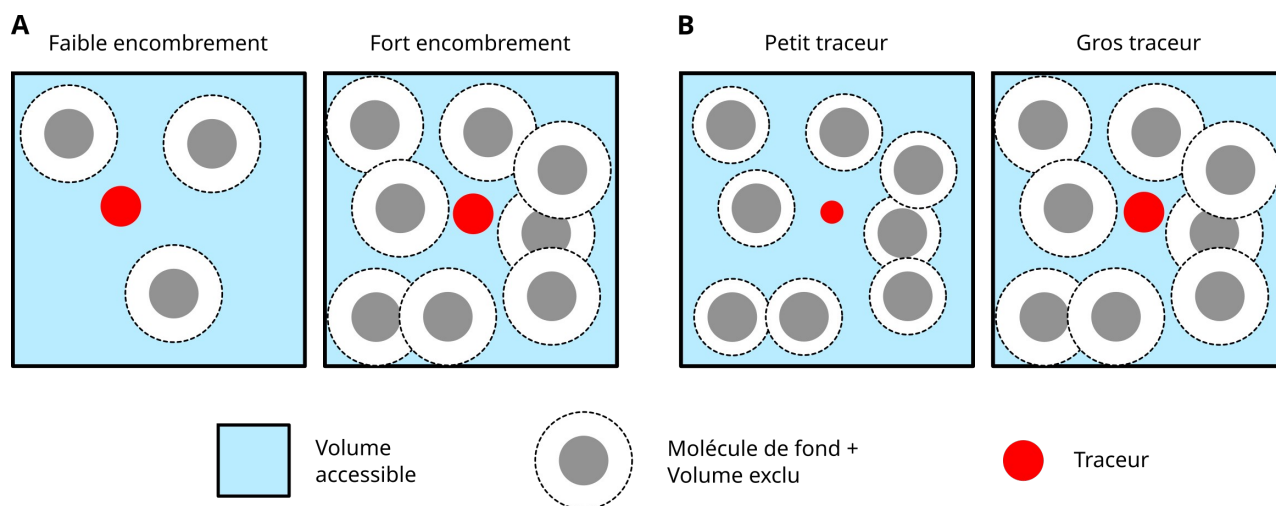 A
Faible encombrement
Fort encombrement
B
Petit traceur
Gros traceur
Volume
accessible
Molécule de fond +
Volume exclu
Traceur